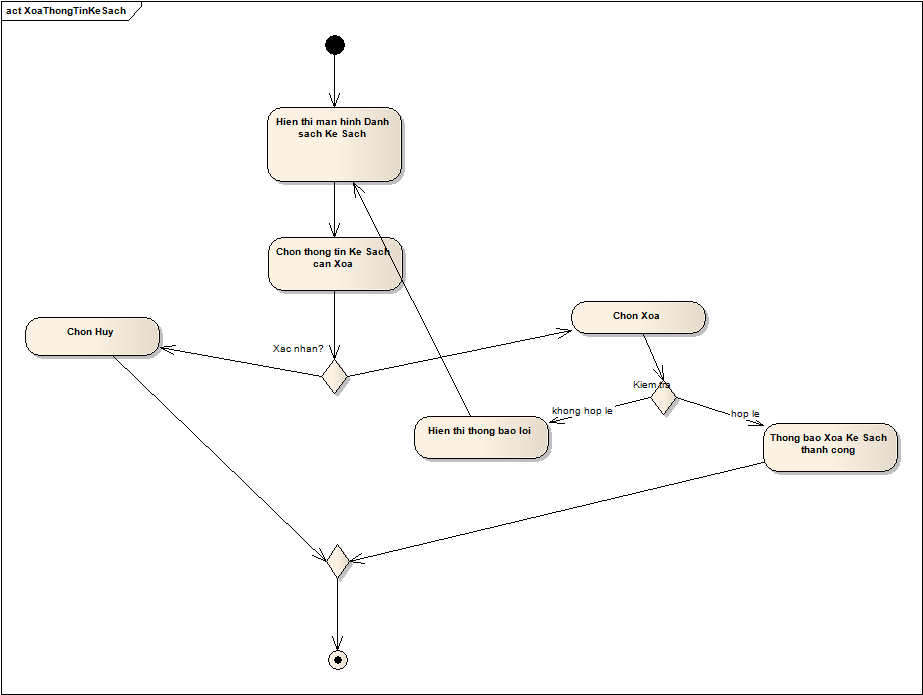 act XoaThongTinKeSach
Hien thi man hinh Danh
sach Ke Sach
Chon thong tin Ke Sach
can Xoa
Chon Huy
Xac nhan?
Chon Xoa
Kiem tra
khong hop le
hop le
Hien thi thong bao loi
Thong bao Xoa Ke Sach
thanh cong